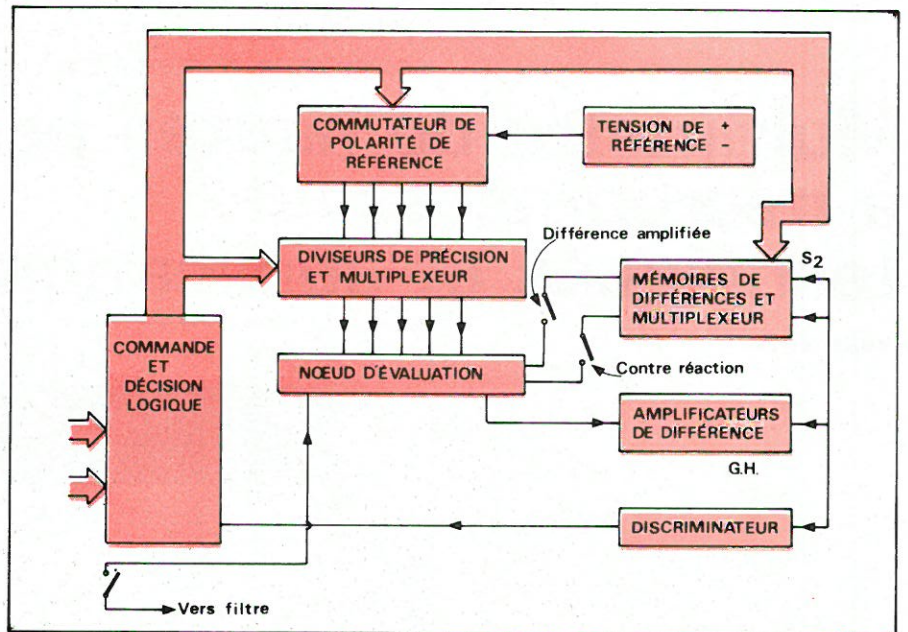 COMMUTATEUR DE
POLARITÉ DE
RÉFÉRENCE
TENSION DE +
RÉFÉRENCE -
Différence amplifiée
DIVISEURS DE PRÉCISION
ET MULTIPLEXEUR
S2
MÉMOIRES DE
DIFFÉRENCES ET
MULTIPLEXEUR
COMMANDE
ET
DÉCISION
LOGIQUE
NŒUD D'ÉVALUATION
Contre réaction
AMPLIFICATEURS
DE DIFFÉRENCE
G.H.
DISCRIMINATEUR
Vers filtre